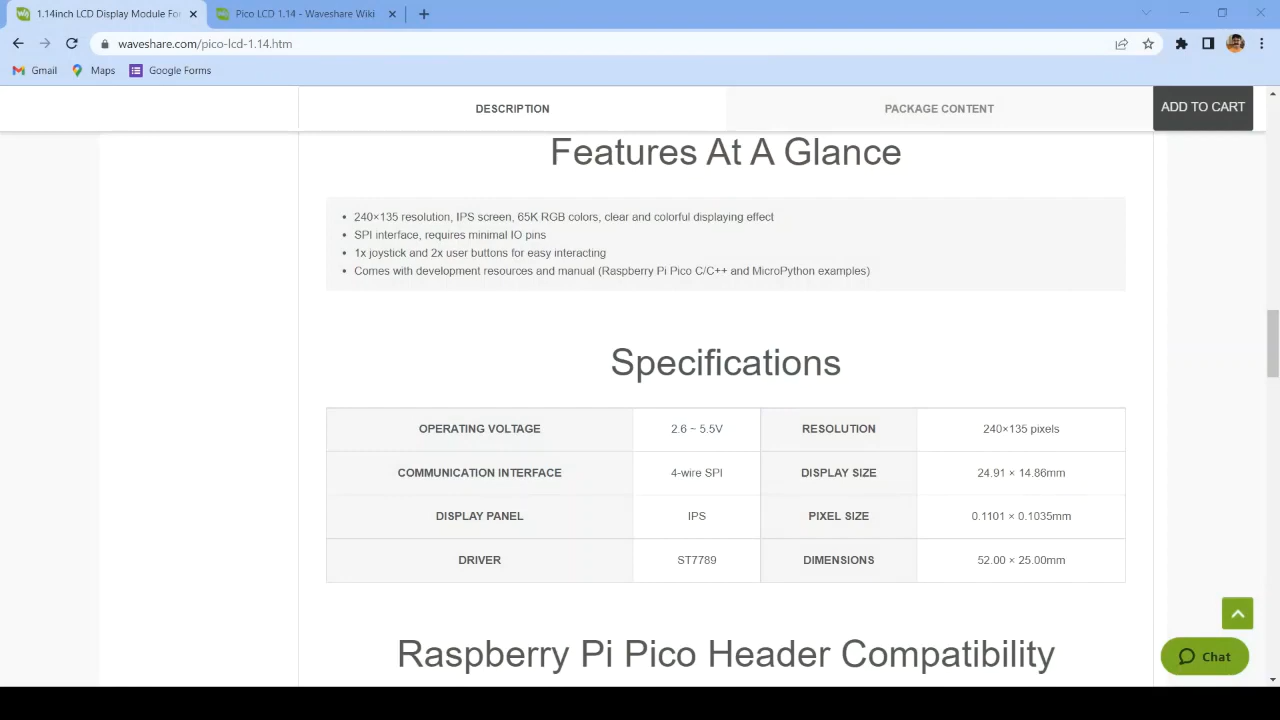 1.14inch LCD Display Module Fo
Pico LCD 1.14 - Waveshare Wiki
waveshare.com/pico-lcd-1.14.htm
Gmail
Maps
Google Forms
DESCRIPTION
PACKAGE CONTENT
ADD TO CART
Features At A Glance
• 240×135 resolution, IPS screen, 65K RGB colors, clear and colorful displaying effect
• SPI interface, requires minimal IO pins
• 1x joystick and 2x user buttons for easy interacting
• Comes with development resources and manual (Raspberry Pi Pico C/C++ and MicroPython examples)
Specifications
OPERATING VOLTAGE 2.6 ~ 5.5V RESOLUTION 240×135 pixels
COMMUNICATION INTERFACE 4-wire SPI DISPLAY SIZE 24.91 × 14.86mm
DISPLAY PANEL IPS PIXEL SIZE 0.1101 × 0.1035mm
DRIVER ST7789 DIMENSIONS 52.00 × 25.00mm
Raspberry Pi Pico Header Compatibility
Chat